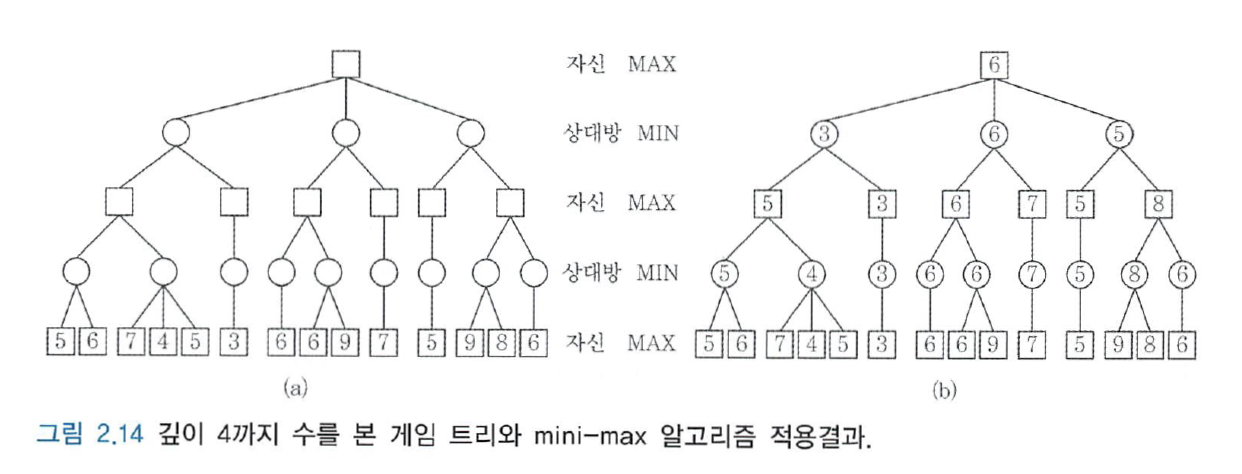 자신 MAX 6
상대방 MIN 3 6 5
자신 MAX 5 3 6 7 5 8
상대방 MIN 5 4 3 6 6 7 5 8 6
5 6 7 4 5 3 6 6 9 7 5 9 8 6 자신 MAX 5 6 7 4 5 3 6 6 9 7 5 9 8 6
(a) (b)
그림 2.14 깊이 4까지 수를 본 게임 트리와 mini-max 알고리즘 적용결과.